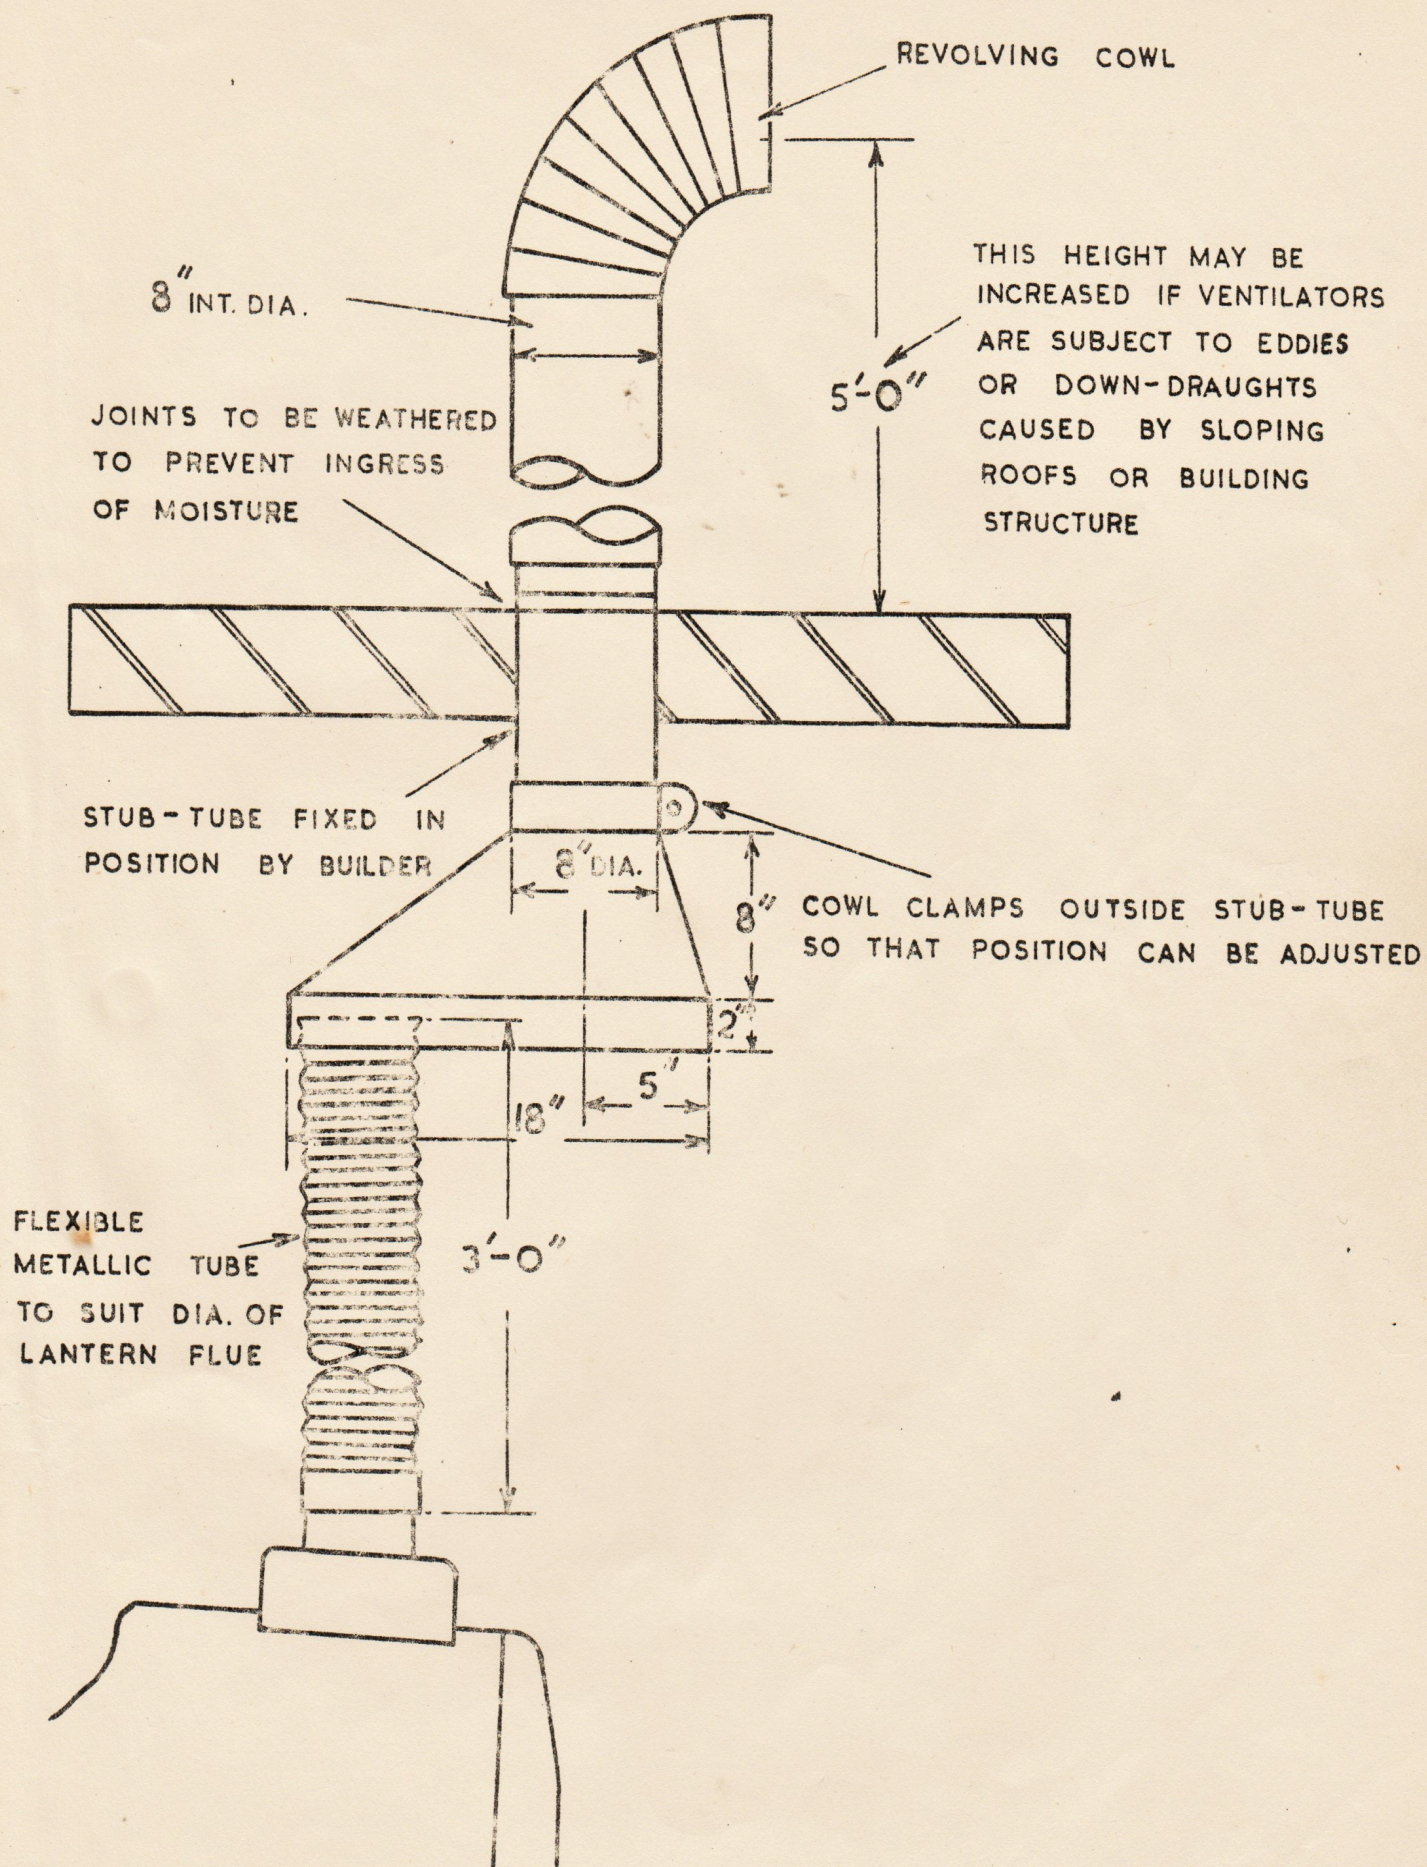 REVOLVING COWL
8" INT. DIA.
THIS HEIGHT MAY BE
INCREASED IF VENTILATORS
ARE SUBJECT TO EDDIES
OR DOWN-DRAUGHTS
CAUSED BY SLOPING
ROOFS OR BUILDING
STRUCTURE
5'-0"
JOINTS TO BE WEATHERED
TO PREVENT INGRESS
OF MOISTURE
STUB-TUBE FIXED IN
POSITION BY BUILDER
8" DIA.
8"
COWL CLAMPS OUTSIDE STUB-TUBE
SO THAT POSITION CAN BE ADJUSTED
2"
5"
18"
3'-0"
FLEXIBLE
METALLIC TUBE
TO SUIT DIA. OF
LANTERN FLUE